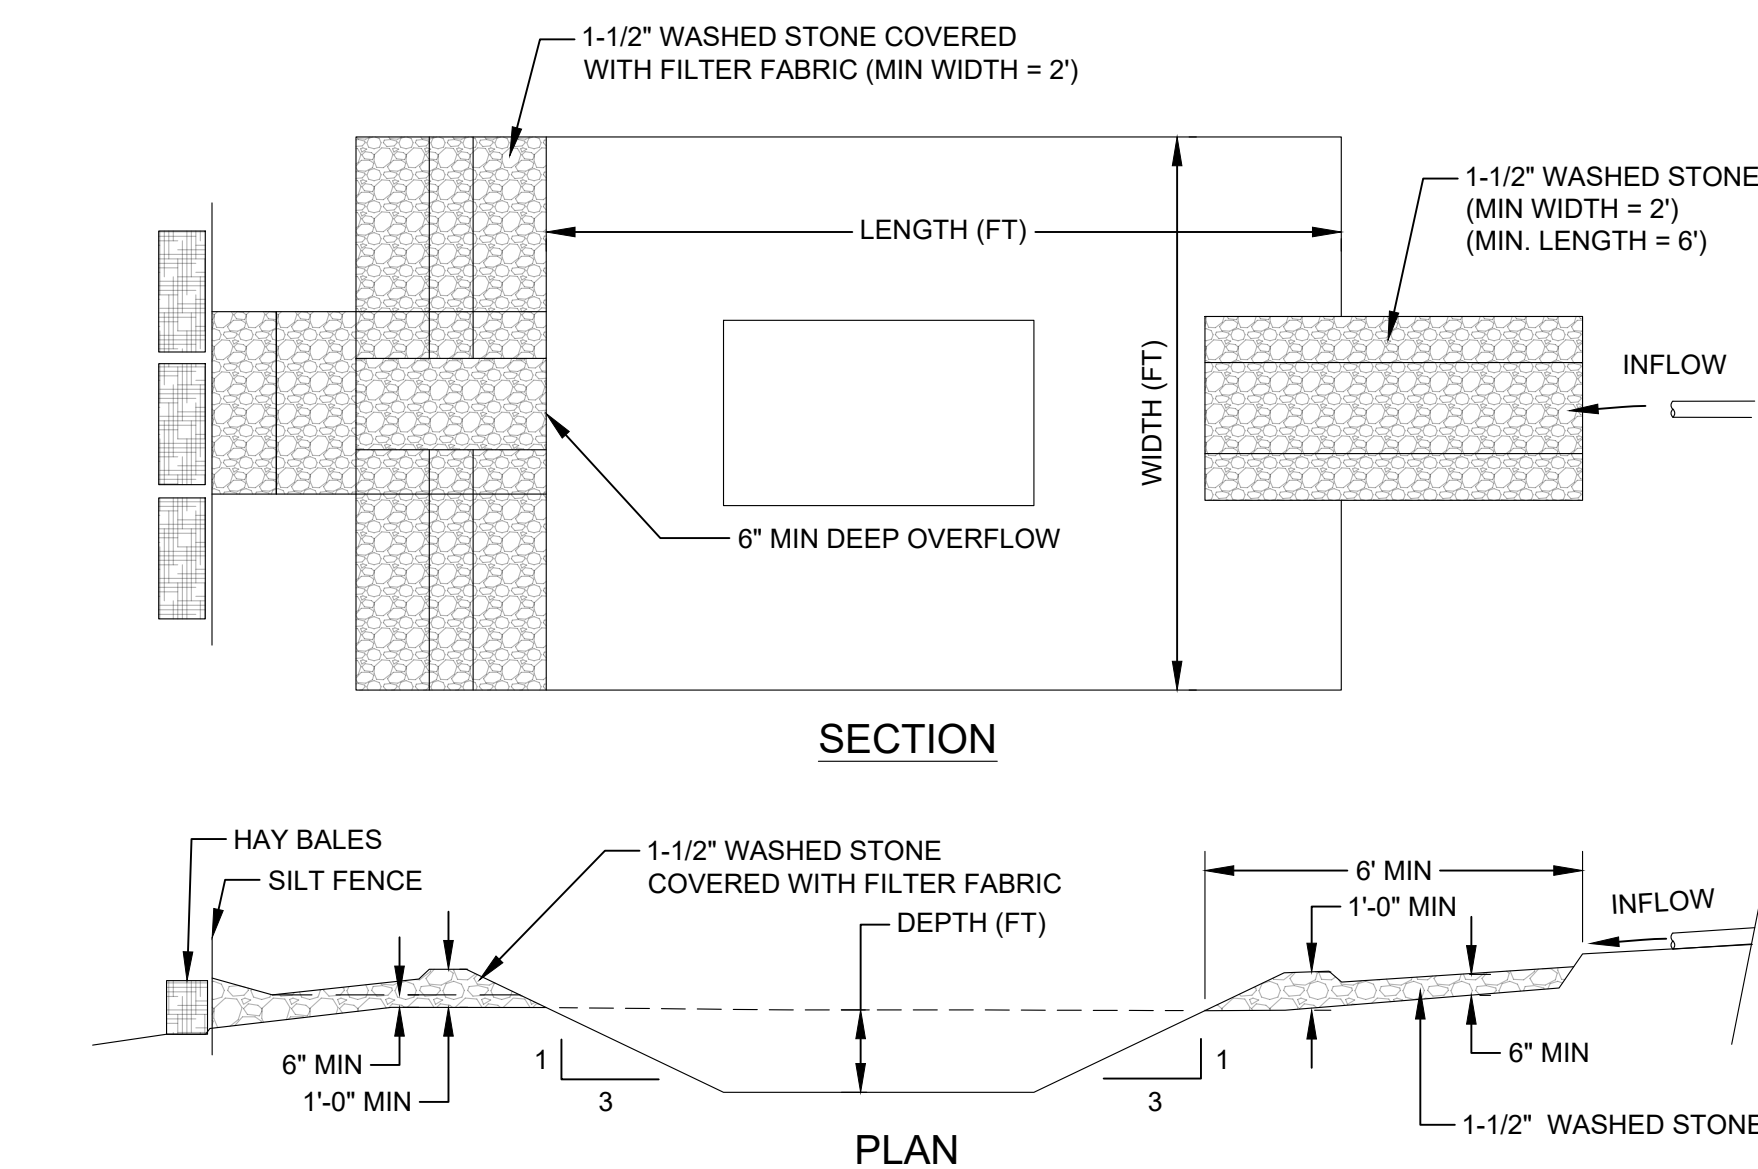 1-1/2" WASHED STONE COVERED
WITH FILTER FABRIC (MIN WIDTH = 2')
1-1/2" WASHED STONE
(MIN WIDTH = 2')
(MIN. LENGTH = 6')
LENGTH (FT)
WIDTH (FT)
INFLOW
6" MIN DEEP OVERFLOW
SECTION
HAY BALES
SILT FENCE
1-1/2" WASHED STONE
COVERED WITH FILTER FABRIC
DEPTH (FT)
6' MIN
1'-0" MIN
INFLOW
6" MIN
1'-0" MIN
1
3
1
3
6" MIN
1-1/2" WASHED STONE
PLAN